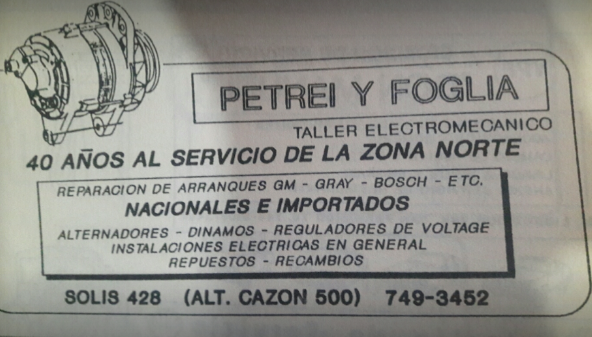 PETREI Y FOGLIA
TALLER ELECTROMECANICO
40 AÑOS AL SERVICIO DE LA ZONA NORTE
REPARACION DE ARRANQUES GM - GRAY - BOSCH - ETC.
NACIONALES E IMPORTADOS
ALTERNADORES - DINAMOS - REGULADORES DE VOLTAGE
INSTALACIONES ELECTRICAS EN GENERAL
REPUESTOS - RECAMBIOS
SOLIS 428 (ALT. CAZON 500) 749-3452